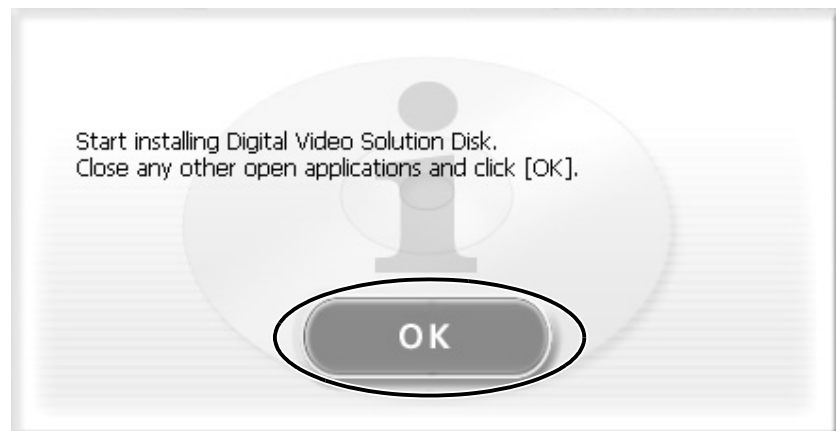 Start installing Digital Video Solution Disk.
Close any other open applications and click [OK].
OK